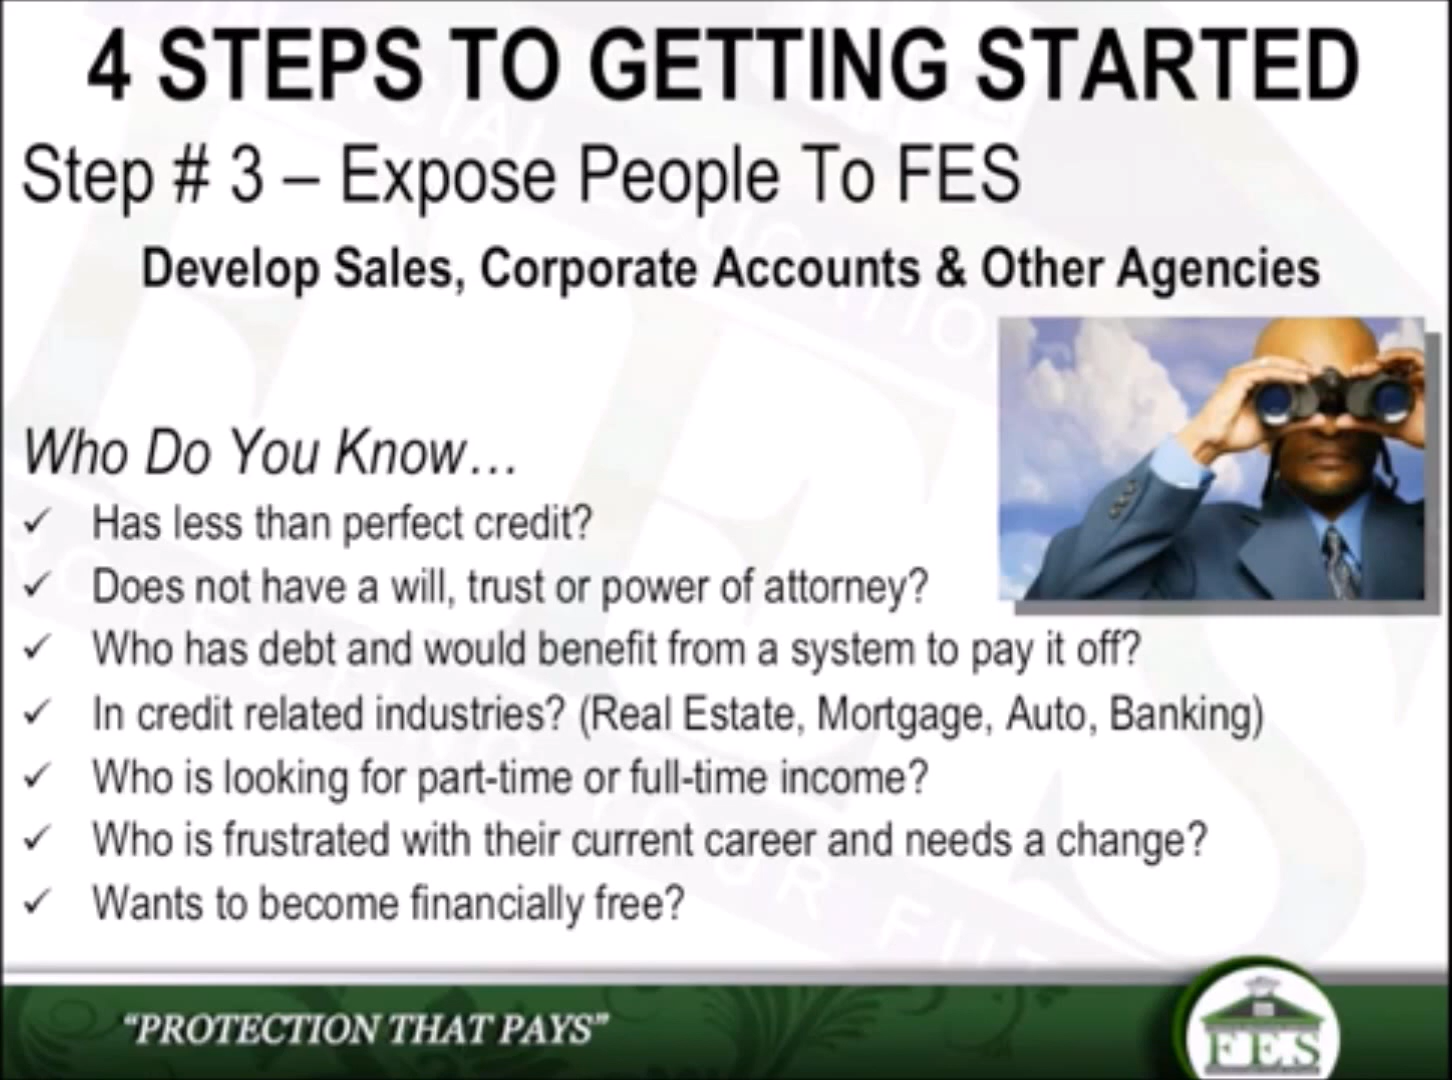 4 STEPS TO GETTING STARTED
Step # 3 – Expose People To FES
Develop Sales, Corporate Accounts & Other Agencies
Who Do You Know…
✓ Has less than perfect credit?
✓ Does not have a will, trust or power of attorney?
✓ Who has debt and would benefit from a system to pay it off?
✓ In credit related industries? (Real Estate, Mortgage, Auto, Banking)
✓ Who is looking for part-time or full-time income?
✓ Who is frustrated with their current career and needs a change?
✓ Wants to become financially free?
“PROTECTION THAT PAYS”
FES